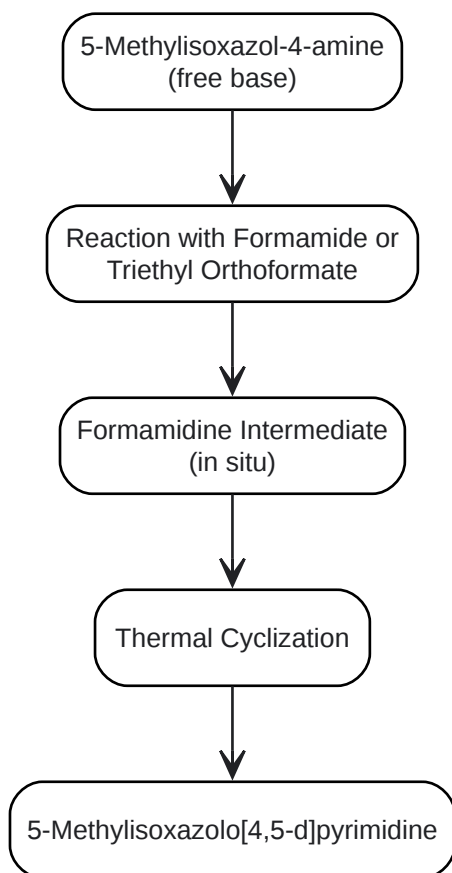 5-Methylisoxazol-4-amine
(free base)
Reaction with Formamide or
Triethyl Orthoformate
Formamidine Intermediate
(in situ)
Thermal Cyclization
5-Methylisoxazolo[4,5-d]pyrimidine